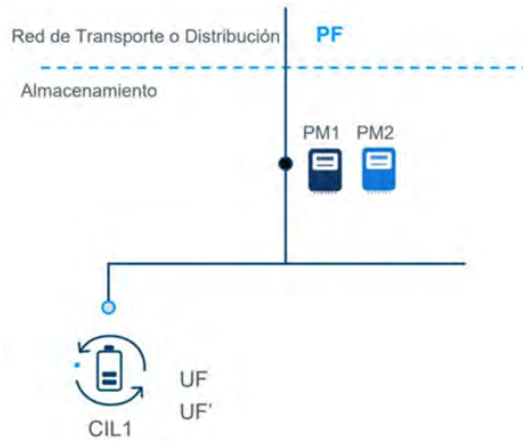 Red de Transporte o Distribución PF
Almacenamiento
PM1 PM2
UF
UF'
CIL1